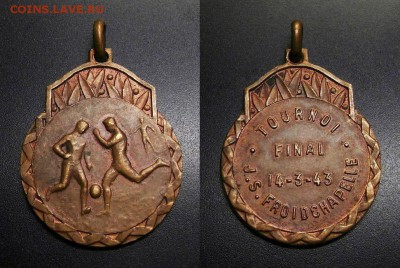 COINS.LAVE.RU
TOURNOI
FINAL
14-3-43
J.S. FROIDCHAPELLE